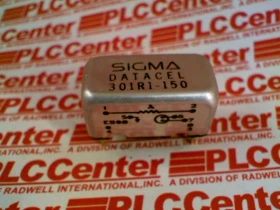 SIGMA
DATACEL
301R1-150
PLCCenter
A DIVISION OF RADWELL INTERNATIONAL, INC.